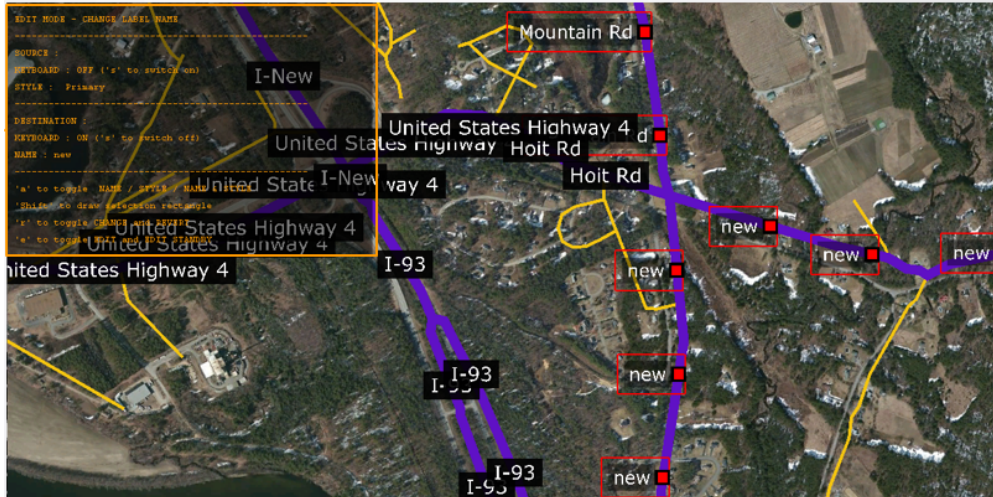 EDIT MODE - CHANGE LABEL NAME
SOURCE :
KEYBOARD : OFF ('s' to switch on)
STYLE : Primary
DESTINATION :
KEYBOARD : ON ('s' to switch off)
NAME : new
'a' to toggle NAME / STYLE / NAME + STYLE
'Shift' to draw selection rectangle
'r' to toggle CHANGE and REVERT
'e' to toggle EDIT and EDIT STANDBY
Mountain Rd
I-New
United States Highway 4
d
United States Highway 4
Hoit Rd
Hoit Rd
I-New
United States Highway 4
new
United States Highway 4
United States Highway 4
new
new
I-93
United States Highway 4
new
new
I-93
I-93
I-93
I-93
new